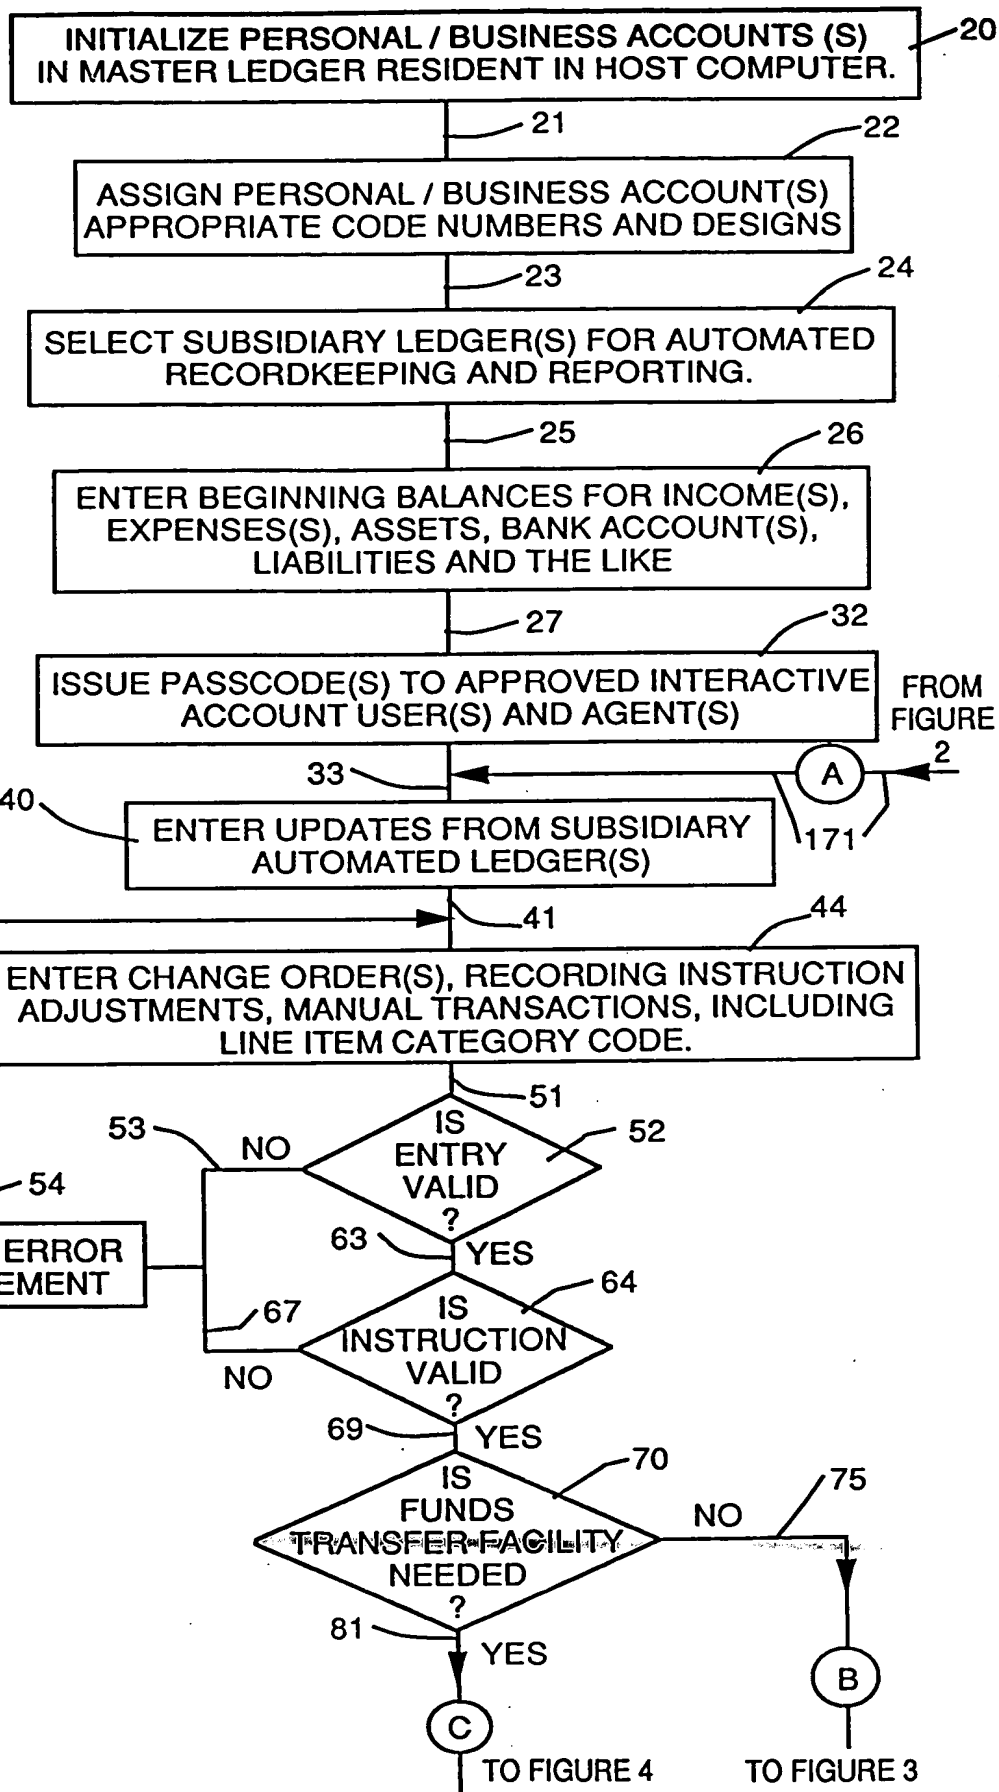 INITIALIZE PERSONAL / BUSINESS ACCOUNTS (S)
IN MASTER LEDGER RESIDENT IN HOST COMPUTER.
20
21
22
ASSIGN PERSONAL / BUSINESS ACCOUNT(S)
APPROPRIATE CODE NUMBERS AND DESIGNS
23
24
SELECT SUBSIDIARY LEDGER(S) FOR AUTOMATED
RECORDKEEPING AND REPORTING.
25
26
ENTER BEGINNING BALANCES FOR INCOME(S),
EXPENSES(S), ASSETS, BANK ACCOUNT(S),
LIABILITIES AND THE LIKE
27
32
ISSUE PASSCODE(S) TO APPROVED INTERACTIVE
ACCOUNT USER(S) AND AGENT(S)
FROM
FIGURE
2
A
33
171
40
ENTER UPDATES FROM SUBSIDIARY
AUTOMATED LEDGER(S)
41
44
ENTER CHANGE ORDER(S), RECORDING INSTRUCTION
ADJUSTMENTS, MANUAL TRANSACTIONS, INCLUDING
LINE ITEM CATEGORY CODE.
51
53
NO
IS
ENTRY
VALID
?
52
54
ERROR
EMENT
63
YES
64
67
NO
IS
INSTRUCTION
VALID
?
69
YES
70
IS
FUNDS
TRANSFER FACILITY
NEEDED
?
NO
75
81
YES
B
C
TO FIGURE 4
TO FIGURE 3